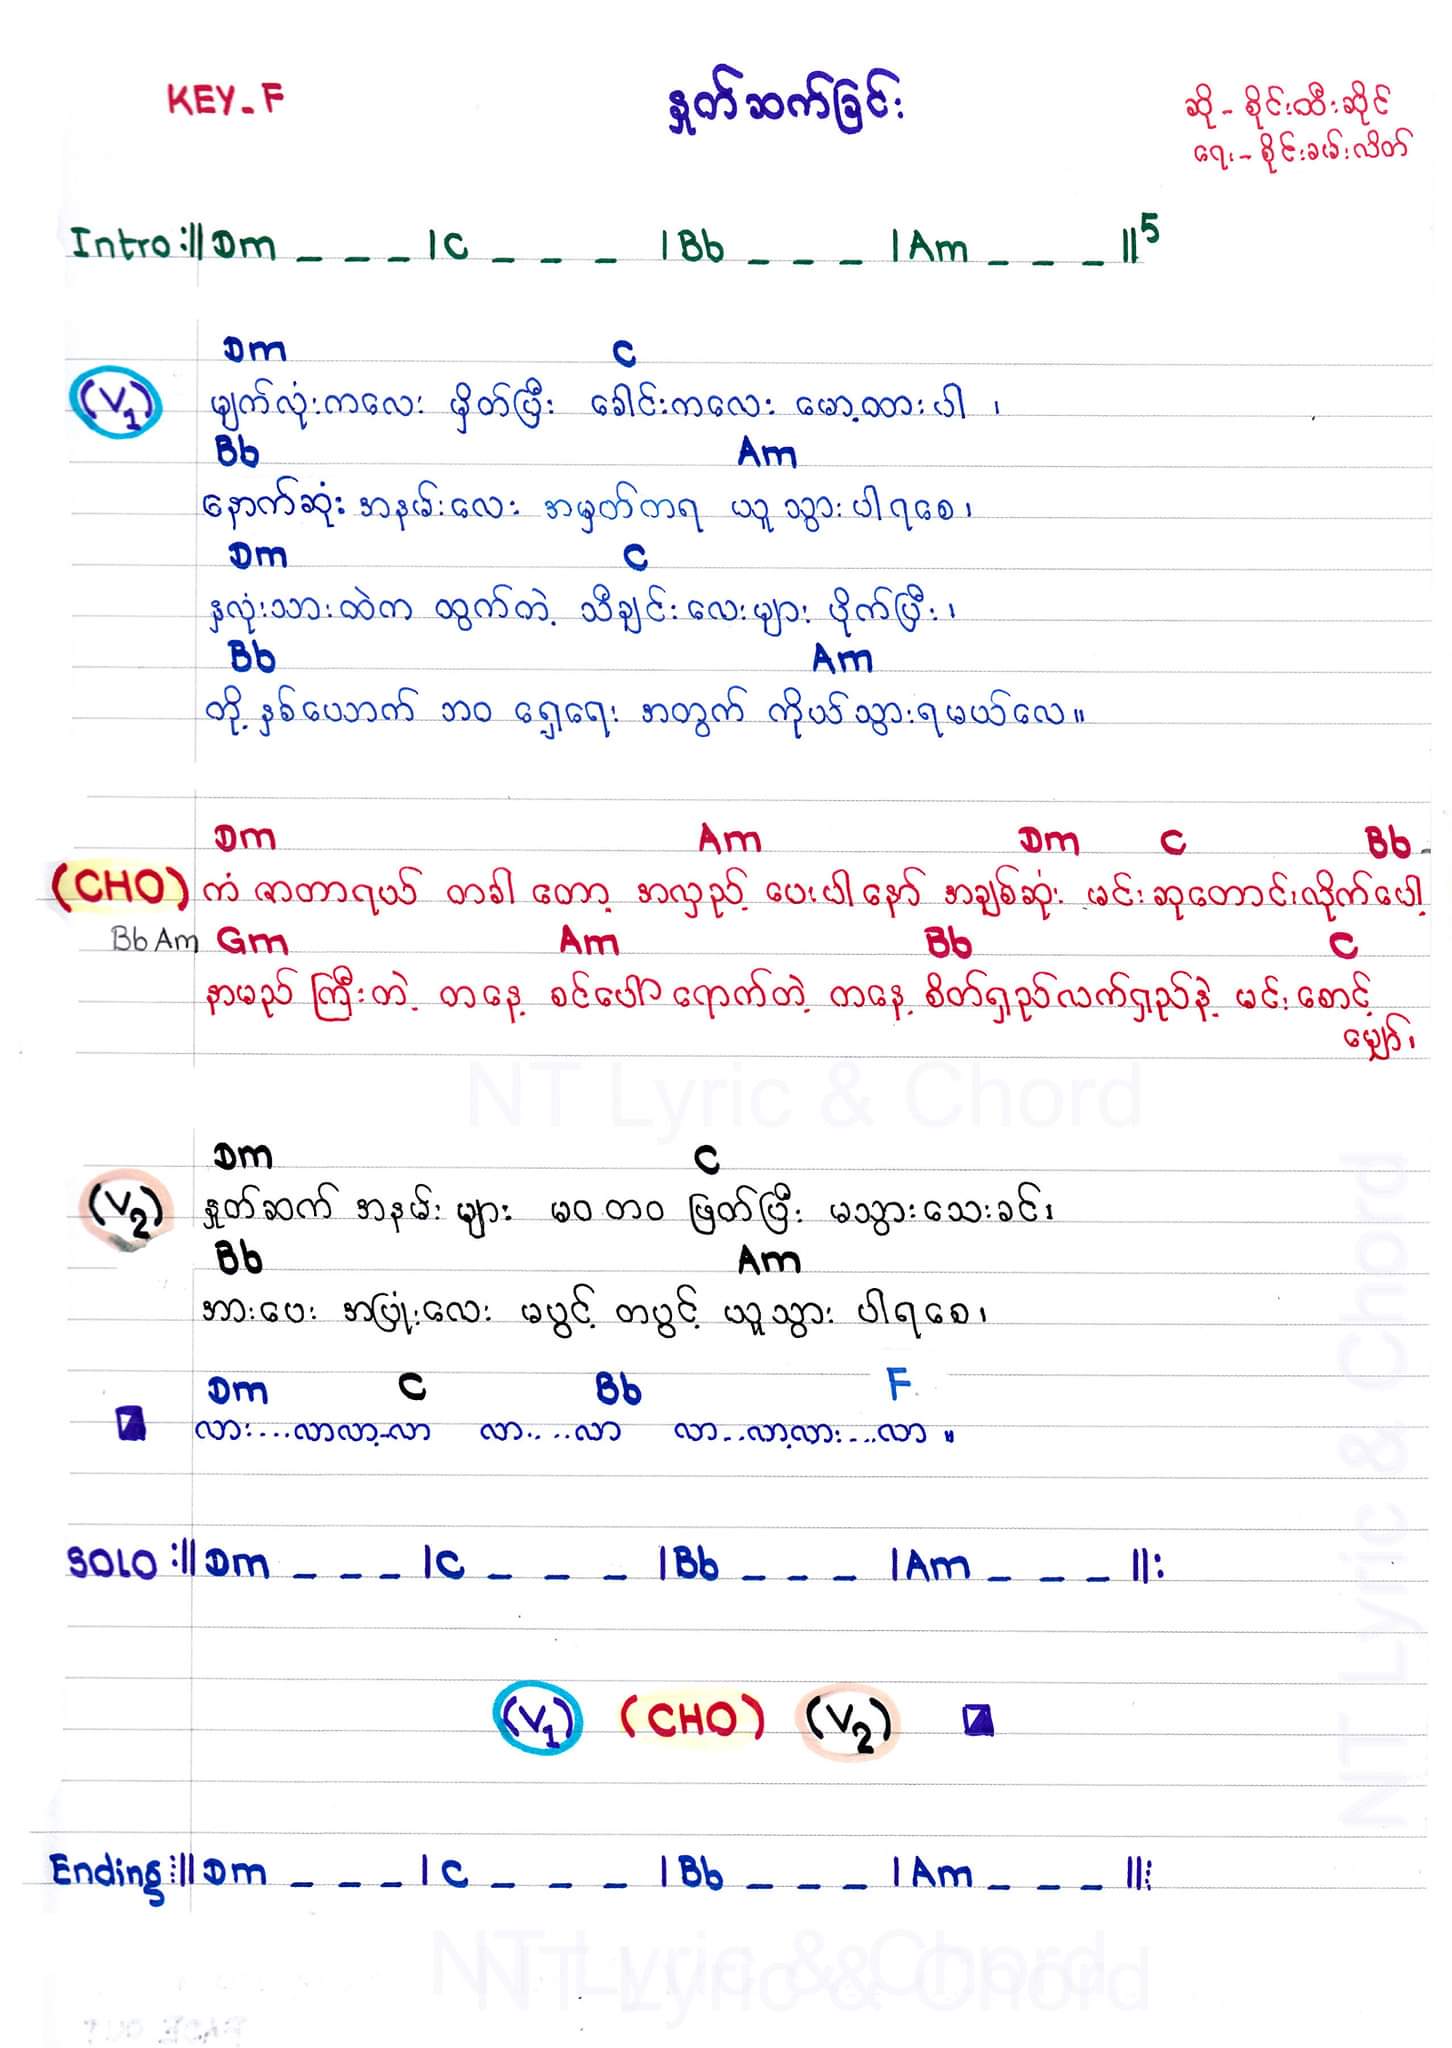 KEY-F
နှုတ်ဆက်ခြင်း
ဆို - စိုင်းထီးဆိုင်
ရေး - စိုင်းခမ်းလိတ်
Intro :|| Dm _ _ _ | C _ _ _ | Bb _ _ _ | Am _ _ _ || 5
Dm C
(V1) မျက်လုံးကလေး မှိတ်ပြီး ခေါင်းကလေး မော့ထားပါ ၊
Bb Am
နောက်ဆုံး အနမ်းလေး အမှတ်တရ ယူသွားပါရစေ ၊
Dm C
နှလုံးသားထဲက ထွက်တဲ့ သီချင်းလေးများ ဖိုက်ပြီး ၊
Bb Am
တို့နှစ်ယောက် ဘဝ ရှေ့ရေး အတွက် ကိုယ်သွားရမယ်လေ ။
Dm Am Dm C Bb
(CHO) ကံ ဇာတာရယ် တခါ တော့ အလှည့် ပေးပါနော် အချစ်ဆုံး မင်းဆုတောင်းလိုက်ပေါ့
Bb Am Gm Am Bb C
နာမည် ကြီးတဲ့ တနေ့ စင်ပေါ် ရောက်တဲ့ တနေ့ စိတ်ရှည်လက်ရှည်နဲ့ မင်းစောင့်
မျှော် ၊
Dm C
(V2) နှုတ်ဆက် အနမ်းများ မဝ တဝ ဖြတ်ပြီး မသွားသေးခင် ၊
Bb Am
အားပေး အပြုံးလေး မပွင့် တပွင့် ယူသွား ပါရစေ ၊
Dm C Bb F
လား....လာလာ့-လာ လာ.....လာ လာ...လာ့လား....လာ ။
SOLO :|| Dm _ _ _ | C _ _ _ | Bb _ _ _ | Am _ _ _ ||:
(V1) (CHO) (V2)
Ending :|| Dm _ _ _ | C _ _ _ | Bb _ _ _ | Am _ _ _ ||:
NT Lyric & Chord
NT Lyric & Chord
NT Lyric & Chord
NT Lyric & Chord